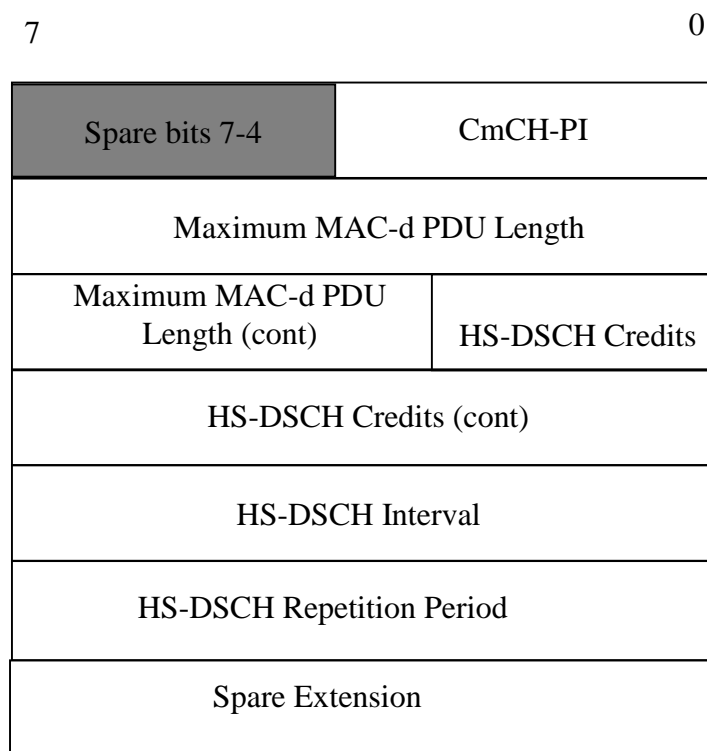 7 0
Spare bits 7-4 CmCH-PI
Maximum MAC-d PDU Length
Maximum MAC-d PDU
Length (cont) HS-DSCH Credits
HS-DSCH Credits (cont)
HS-DSCH Interval
HS-DSCH Repetition Period
Spare Extension